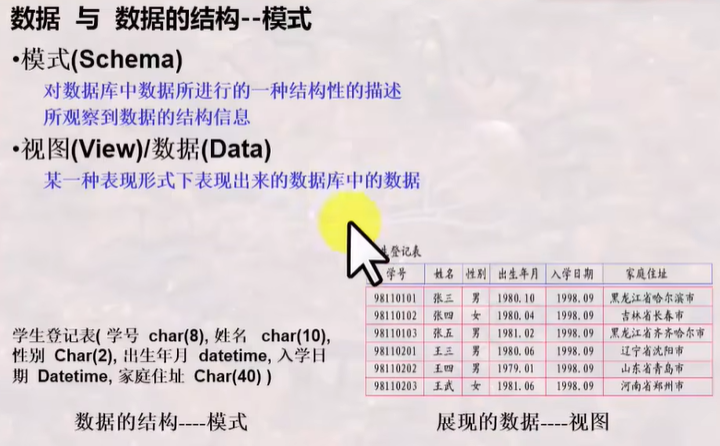 数据 与 数据的结构--模式
•模式(Schema)
对数据库中数据所进行的一种结构性的描述
所观察到数据的结构信息
•视图(View)/数据(Data)
某一种表现形式下表现出来的数据库中的数据
生登记表
学号 姓名 性别 出生年月 入学日期 家庭住址
98110101 张三 男 1980.10 1998.09 黑龙江省哈尔滨市
98110102 张四 女 1980.04 1998.09 吉林省长春市
98110103 张五 男 1981.02 1998.09 黑龙江省齐齐哈尔市
98110201 王三 男 1980.06 1998.09 辽宁省沈阳市
98110202 王四 男 1979.01 1998.09 山东省青岛市
98110203 王武 女 1981.06 1998.09 河南省郑州市
学生登记表( 学号 char(8), 姓名 char(10),
性别 Char(2), 出生年月 datetime, 入学日
期 Datetime, 家庭住址 Char(40) )
数据的结构----模式
展现的数据----视图